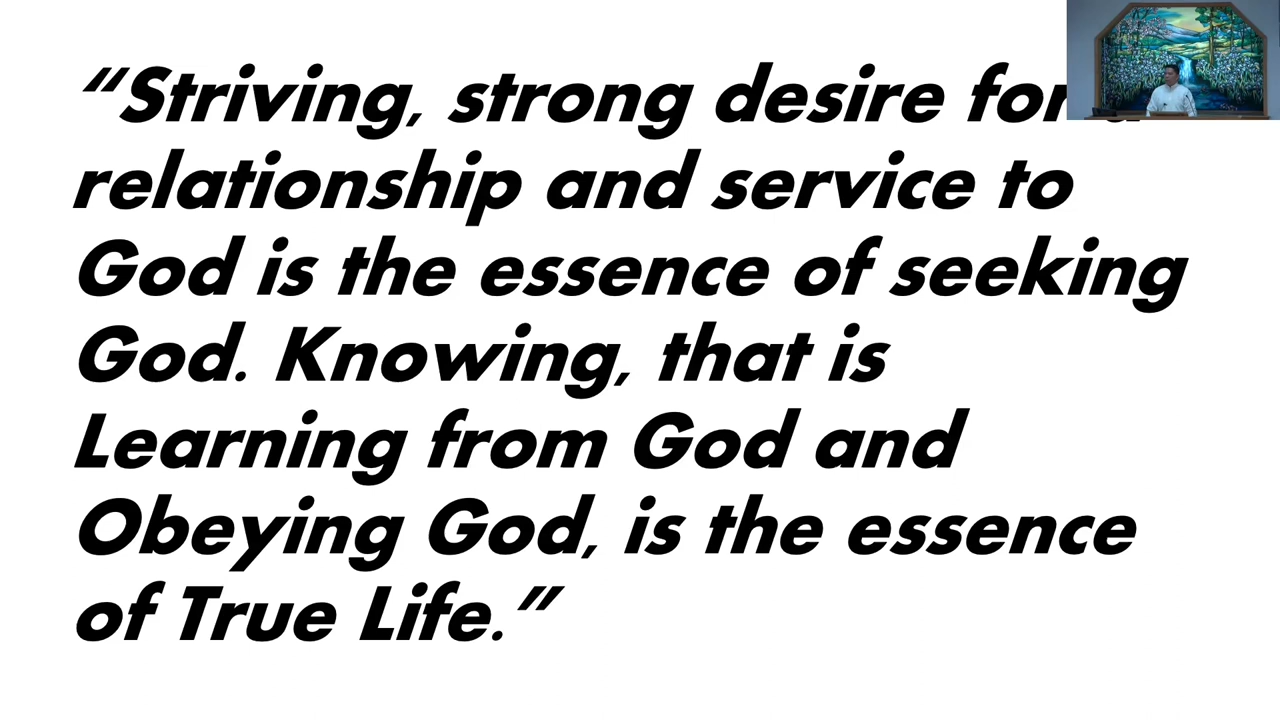 “Striving, strong desire for
relationship and service to
God is the essence of seeking
God. Knowing, that is
Learning from God and
Obeying God, is the essence
of True Life.”